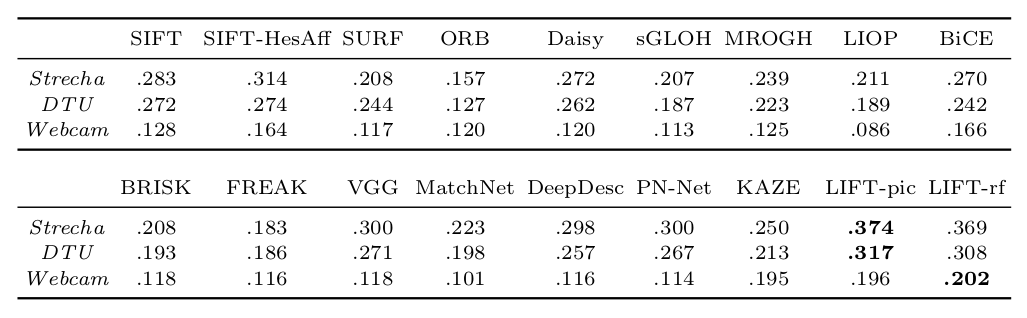 SIFT SIFT-HesAff SURF ORB Daisy sGLOH MROGH LIOP BiCE
Strecha .283 .314 .208 .157 .272 .207 .239 .211 .270
DTU .272 .274 .244 .127 .262 .187 .223 .189 .242
Webcam .128 .164 .117 .120 .120 .113 .125 .086 .166
BRISK FREAK VGG MatchNet DeepDesc PN-Net KAZE LIFT-pic LIFT-rf
Strecha .208 .183 .300 .223 .298 .300 .250 .374 .369
DTU .193 .186 .271 .198 .257 .267 .213 .317 .308
Webcam .118 .116 .118 .101 .116 .114 .195 .196 .202